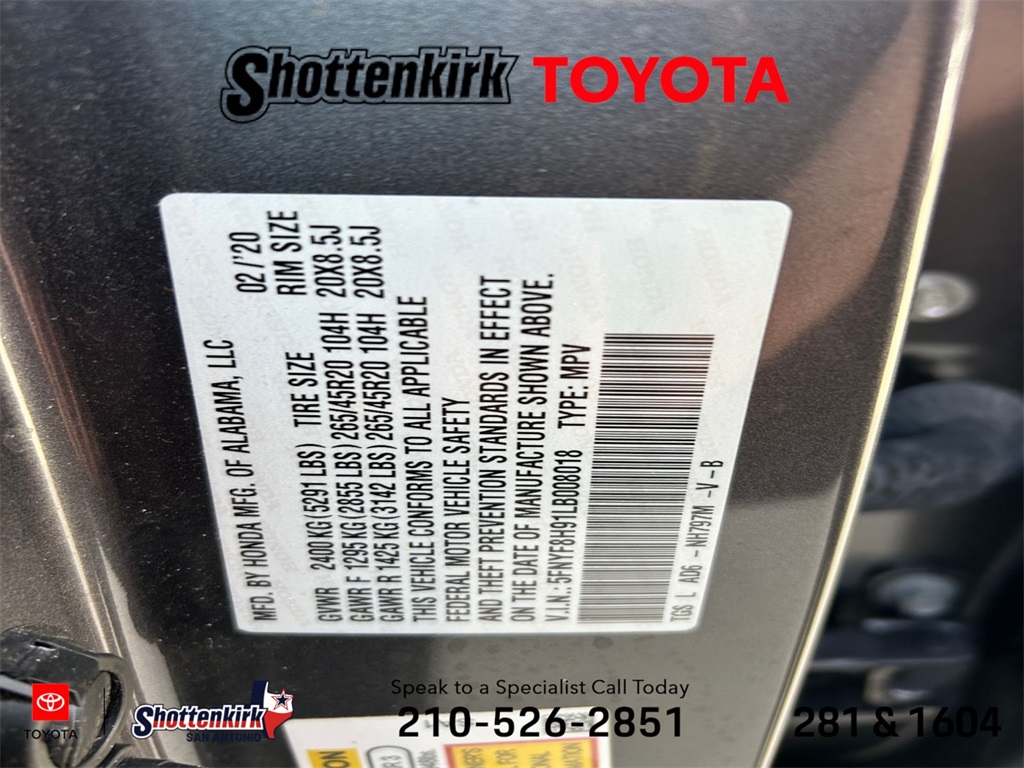 Shottenkirk TOYOTA
MFD. BY HONDA MFG. OF ALABAMA, LLC 02/'20
TIRE SIZE RIM SIZE
GVWR 2400 KG(5291 LBS)
GAWR F 1295 KG(2855 LBS) 265/45R20 104H 20X8.5J
GAWR R 1425 KG(3142 LBS) 265/45R20 104H 20X8.5J
THIS VEHICLE CONFORMS TO ALL APPLICABLE
FEDERAL MOTOR VEHICLE SAFETY
AND THEFT PREVENTION STANDARDS IN EFFECT
ON THE DATE OF MANUFACTURE SHOWN ABOVE.
V.I.N.: 5FNYF8H91LB008018 TYPE: MPV
TGS L AD6 -NH797M -V-B
TOYOTA
Shottenkirk
SAN ANTONIO
Speak to a Specialist Call Today
210-526-2851
281 & 1604